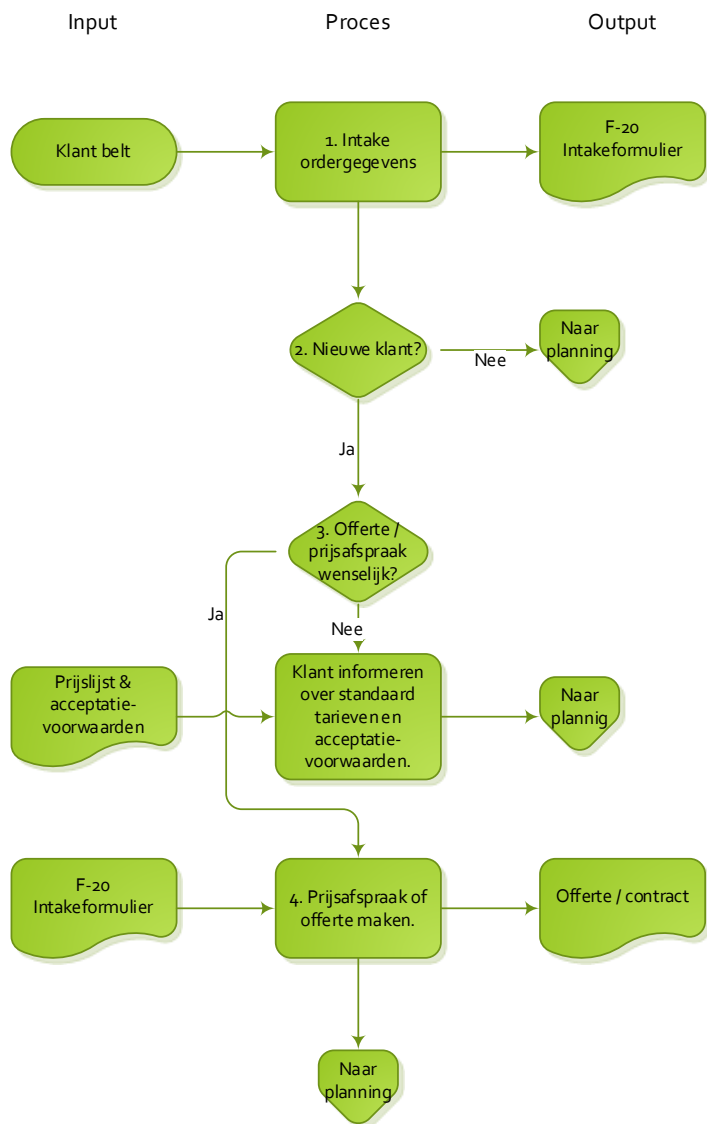 Input
Proces
Output
Klant belt
1. Intake
ordergegevens
F-20
Intakeformulier
2. Nieuwe klant?
Nee
Naar
planning
Ja
3. Offerte /
prijsafspraak
wenselijk?
Ja
Nee
Prijslijst &
acceptatie-
voorwaarden
Klant informeren
over standaard
tarieven en
acceptatie-
voorwaarden.
Naar
plannig
F-20
Intakeformulier
4. Prijsafspraak of
offerte maken.
Offerte / contract
Naar
planning